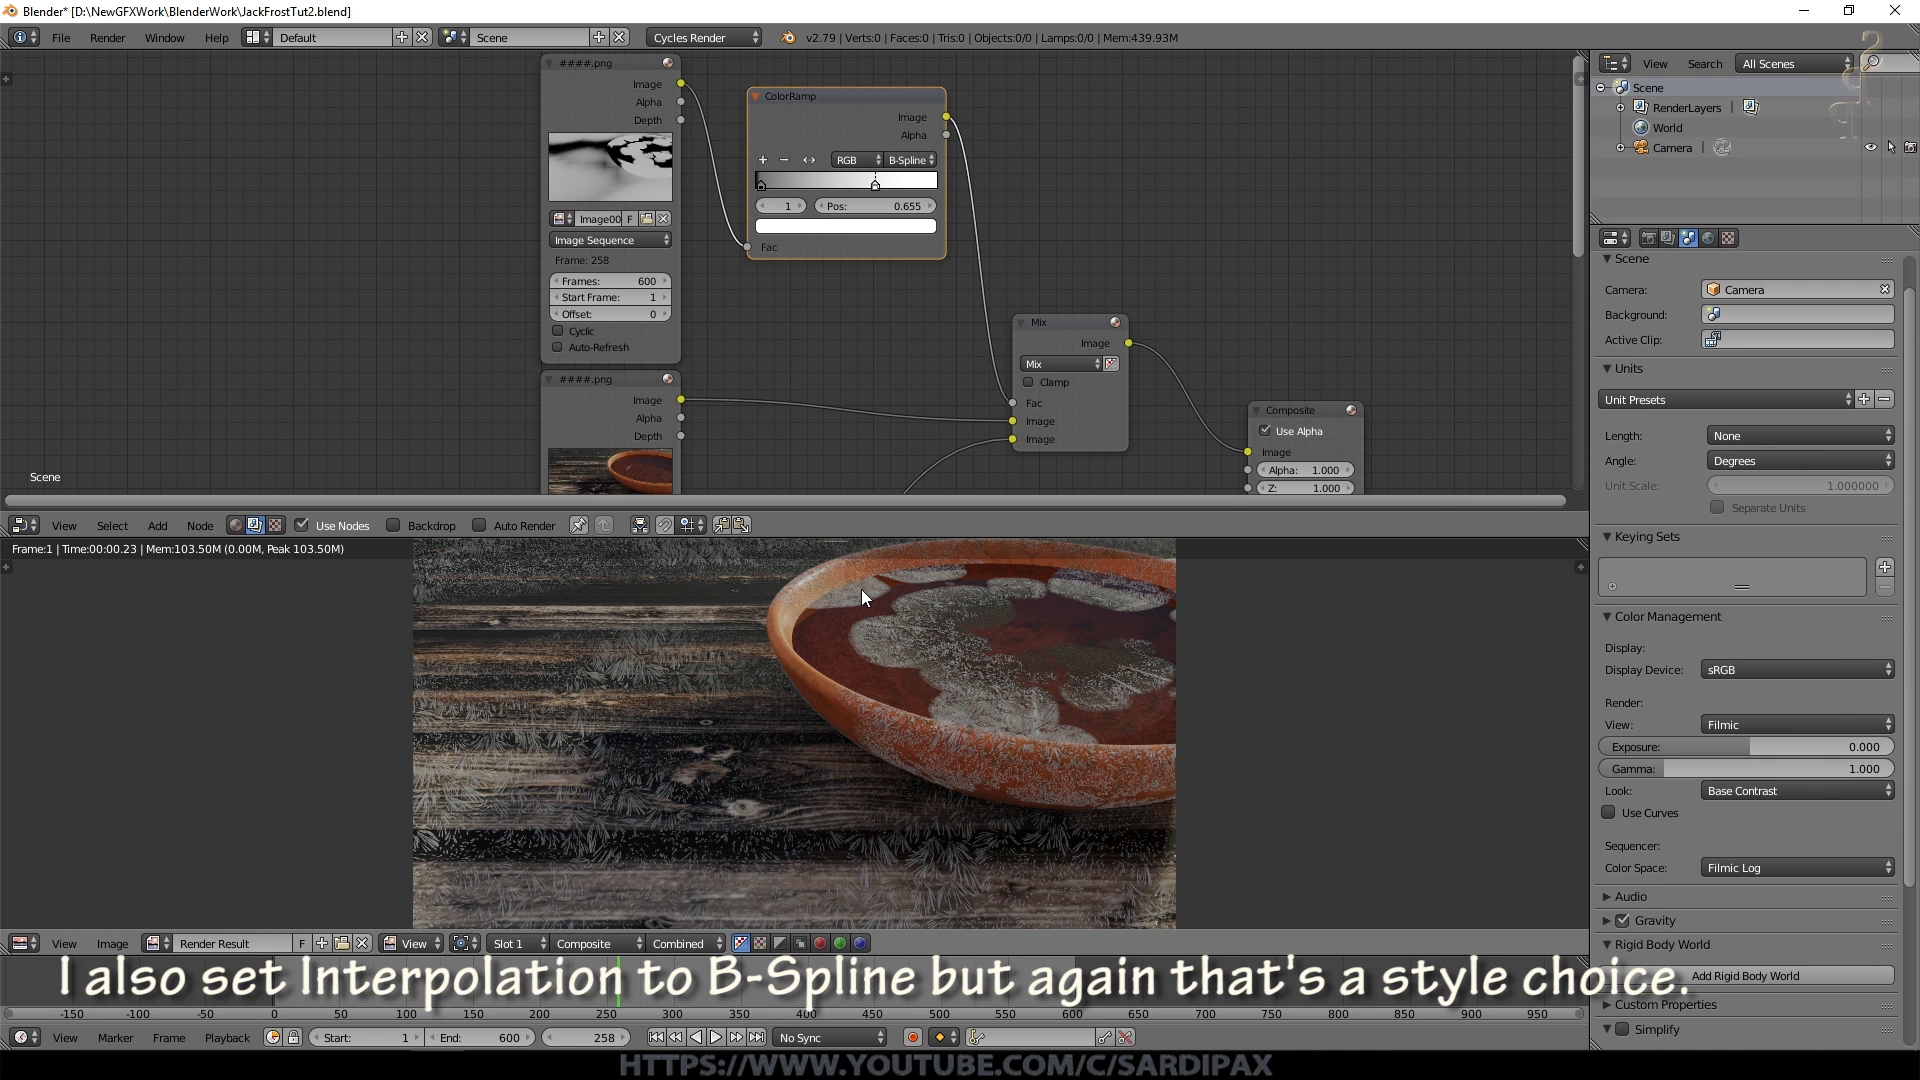 Blender* [D:\NewGFXWork\BlenderWork\JackFrostTut2.blend]
File Render Window Help Default Scene Cycles Render v2.79 | Verts:0 | Faces:0 | Tris:0 | Objects:0/0 | Lamps:0/0 | Mem:439.93M
####.png
Image
Alpha
Depth
Image00 F
Image Sequence
Frame: 258
Frames: 600
Start Frame: 1
Offset: 0
Cyclic
Auto-Refresh
ColorRamp
Image
Alpha
RGB B-Spline
1 Pos: 0.655
Fac
####.png
Image
Alpha
Depth
Mix
Image
Mix
Clamp
Fac
Image
Image
Composite
Use Alpha
Image
Alpha: 1.000
Z: 1.000
Scene
View Select Add Node Use Nodes Backdrop Auto Render
Frame:1 | Time:00:00.23 | Mem:103.50M (0.00M, Peak 103.50M)
View Image Render Result F View Slot 1 Composite Combined
I also set Interpolation to B-Spline but again that's a style choice.
-150 -100 -50 0 50 100 150 200 250 300 350 400 450 500 550 600 650 700 750 800 850 900 950
View Marker Frame Playback Start: 1 End: 600 258 No Sync
HTTPS://WWW.YOUTUBE.COM/C/SARDIPAX
View Search All Scenes
Scene
RenderLayers |
World
Camera |
Scene
Camera: Camera
Background:
Active Clip:
Units
Unit Presets
Length: None
Angle: Degrees
Unit Scale: 1.000000
Separate Units
Keying Sets
Color Management
Display:
Display Device: sRGB
Render:
View: Filmic
Exposure: 0.000
Gamma: 1.000
Look: Base Contrast
Use Curves
Sequencer:
Color Space: Filmic Log
Audio
Gravity
Rigid Body World
Add Rigid Body World
Custom Properties
Simplify